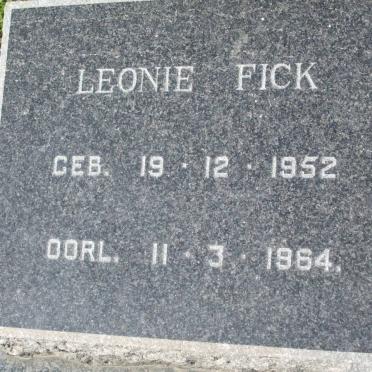 LEONIE FICK
GEB. 19 · 12 · 1952
OORL. 11 · 3 · 1964.